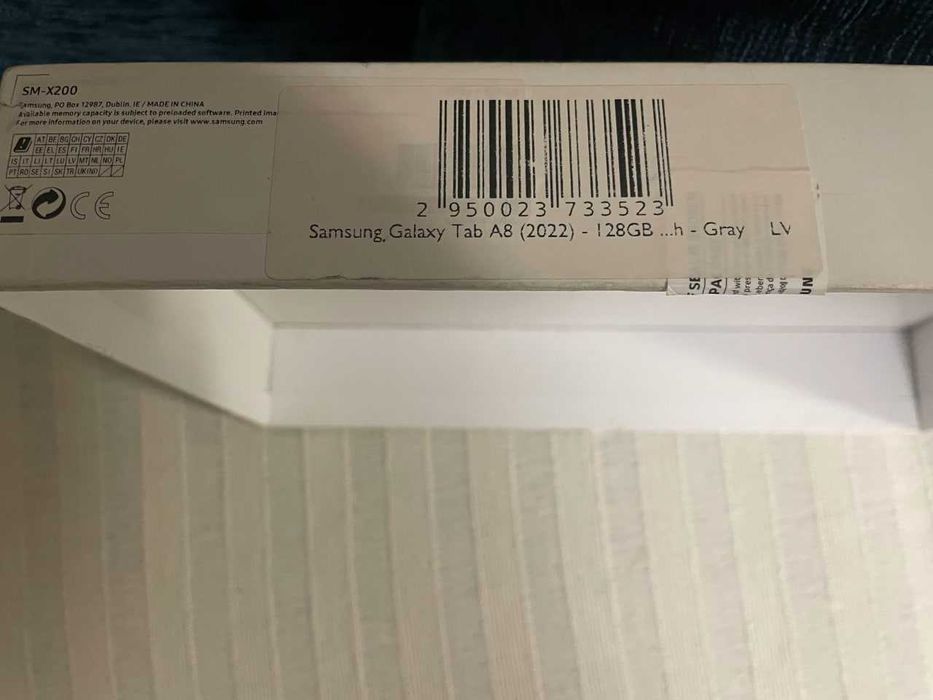 SM-X200
Samsung, PO Box 12987, Dublin. IE / MADE IN CHINA
Available memory capacity is subject to preloaded software. Printed ima
For more information on your device, please visit www.samsung.com
AT BE BG CH CY CZ DK DE
EE EL ES FI FR HR HU IE
IS IT LI LT LU LV MT NL NO PL
PT RO SE SI SK TR UK(NI)
CE
2 950023 733523
Samsung Galaxy Tab A8 (2022) - 128GB ...h - Gray LV
SE
PA
UN